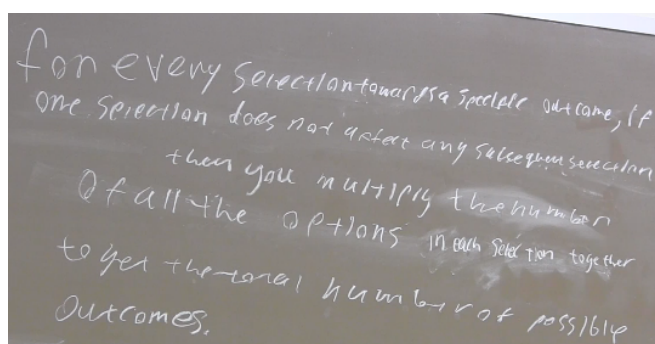 for every selection towards a specific outcome, if
one selection does not affect any subsequent selection
then you multiply the number
of all the options in each selection together
to get the total number of possible
outcomes.